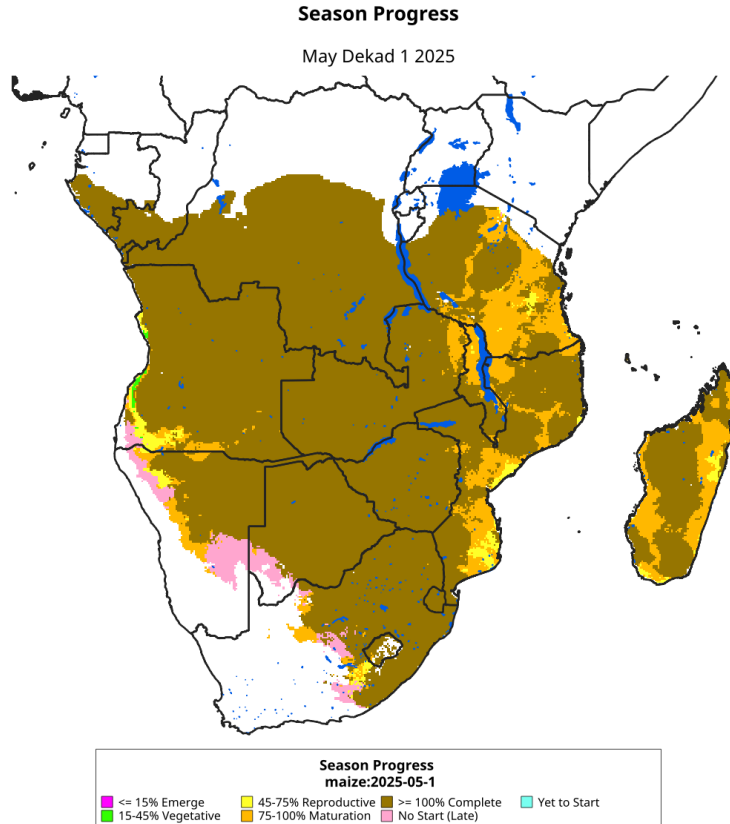 Season Progress
May Dekad 1 2025
Season Progress
maize:2025-05-1
<= 15% Emerge
45-75% Reproductive
>= 100% Complete
Yet to Start
15-45% Vegetative
75-100% Maturation
No Start (Late)